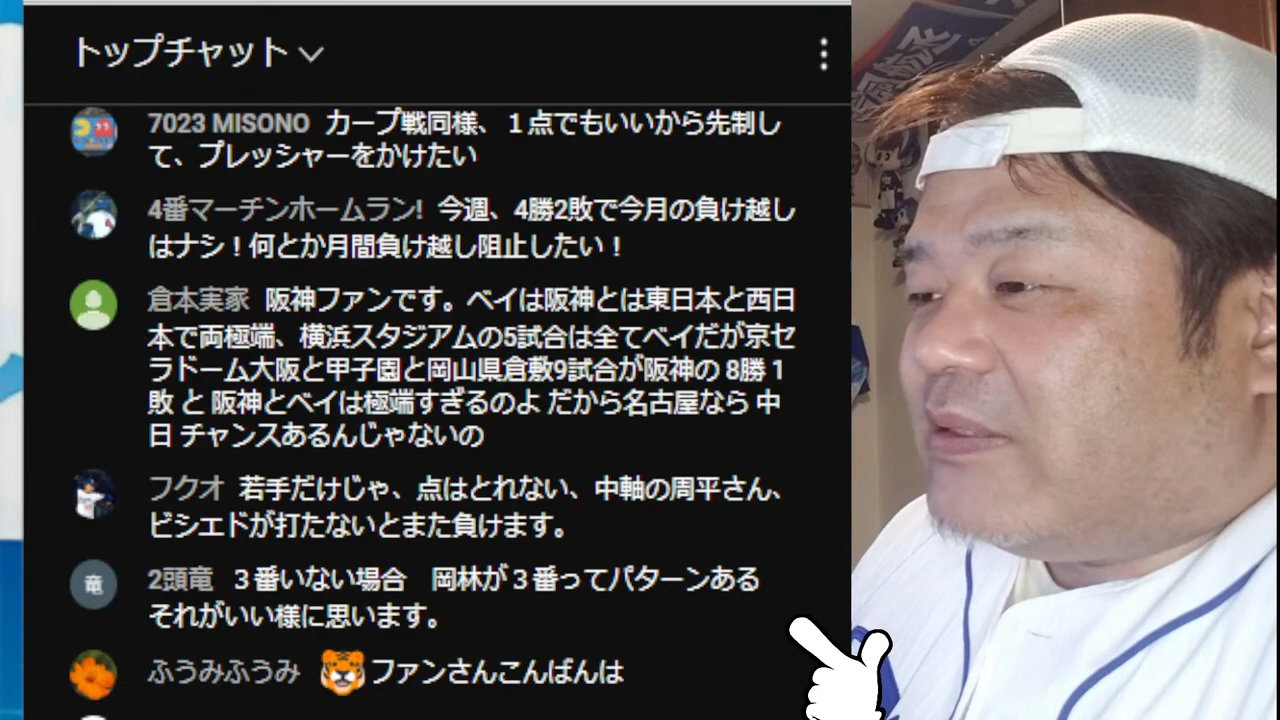 トップチャット
7023 MISONO カープ戦同様、１点でもいいから先制し
て、プレッシャーをかけたい
4番マーチンホームラン! 今週、4勝2敗で今月の負け越し
はナシ！何とか月間負け越し阻止したい！
倉本実家 阪神ファンです。ベイは阪神とは東日本と西日
本で両極端、横浜スタジアムの5試合は全てベイだが京セ
ラドーム大阪と甲子園と岡山県倉敷9試合が阪神の 8勝 1
敗 と 阪神とベイは極端すぎるのよ だから名古屋なら 中
日 チャンスあるんじゃないの
フクオ 若手だけじゃ、点はとれない、中軸の周平さん、
ビシエドが打たないとまた負けます。
竜 2頭竜 ３番いない場合　岡林が３番ってパターンある
それがいい様に思います。
ふうみふうみ 🐯ファンさんこんばんは